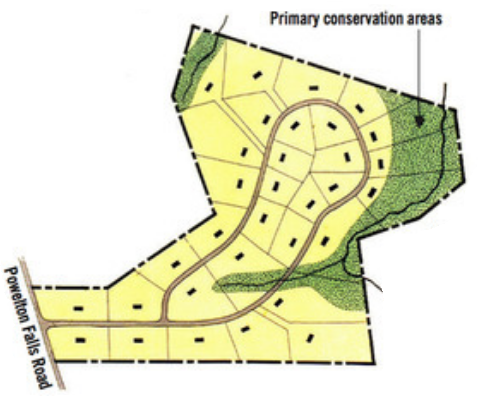 Primary conservation areas
Powelton Falls Road